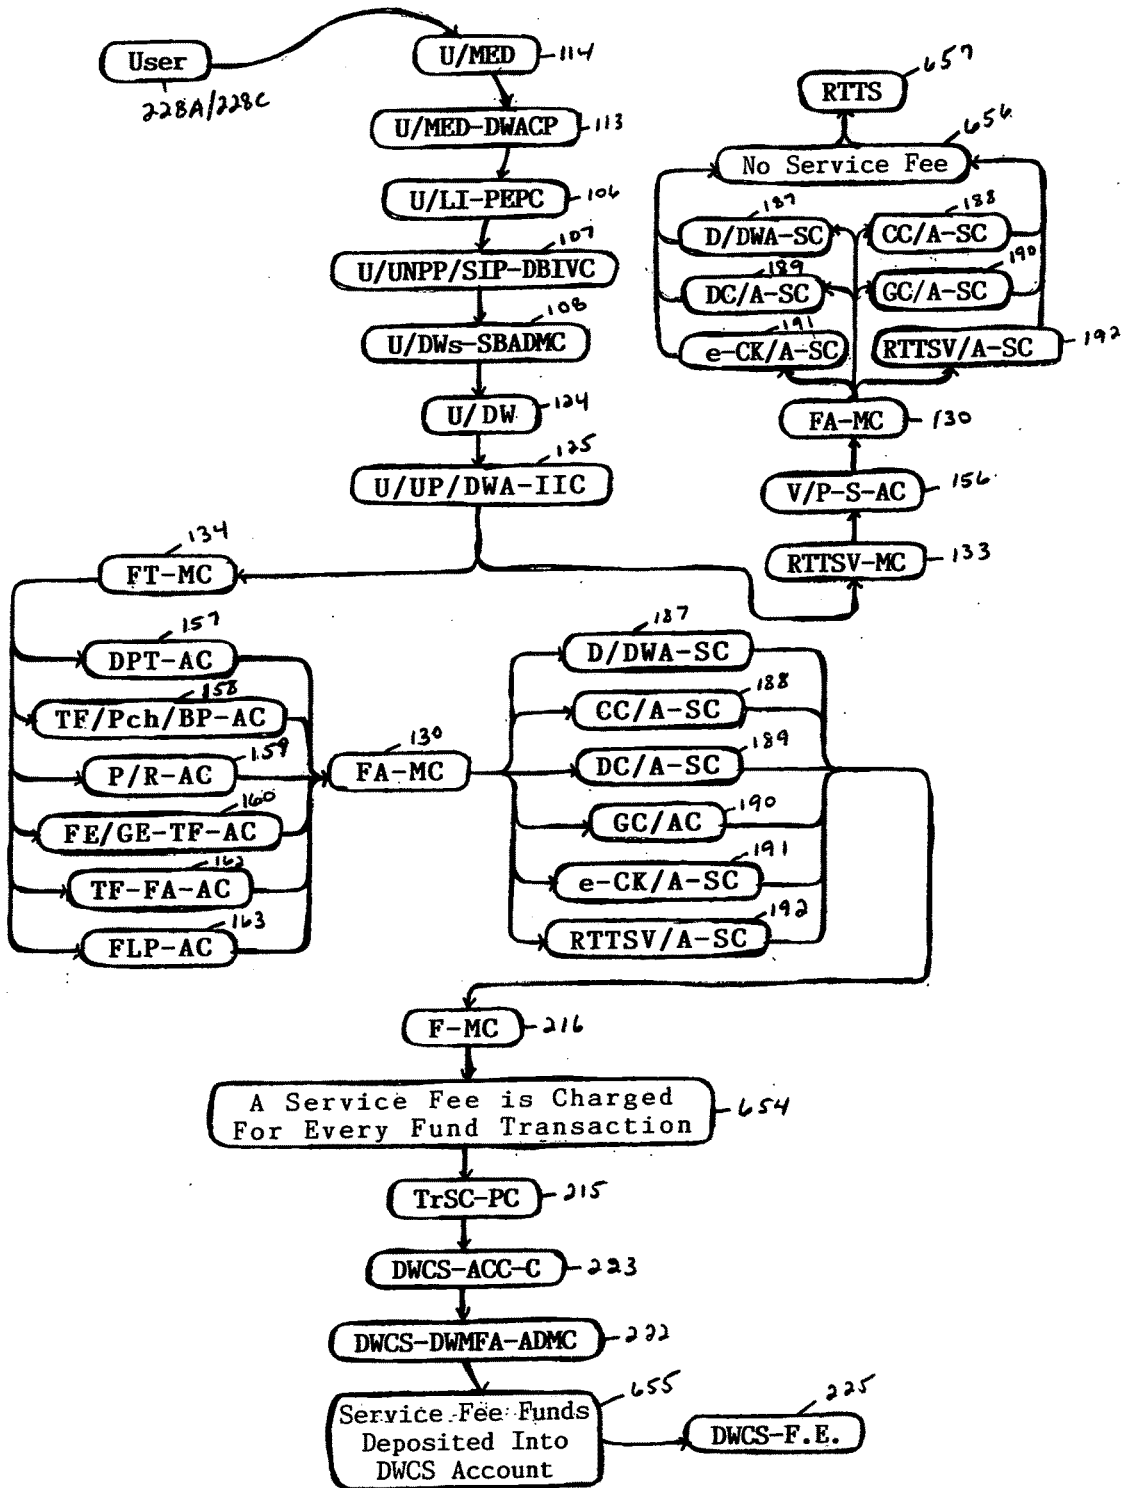 User
228A/228C
U/MED
114
U/MED-DWACP
113
U/LI-PEPC
106
U/UNPP/SIP-DBIVC
107
U/DWs-SBADMC
108
U/DW
124
U/UP/DWA-IIC
125
RTTS
657
No Service Fee
656
D/DWA-SC
187
CC/A-SC
188
DC/A-SC
189
GC/A-SC
190
e-CK/A-SC
191
RTTSV/A-SC
192
FA-MC
130
V/P-S-AC
156
RTTSV-MC
133
FT-MC
134
DPT-AC
157
TF/Pch/BP-AC
158
P/R-AC
159
FE/GE-TF-AC
160
TF-FA-AC
162
FLP-AC
163
FA-MC
130
D/DWA-SC
187
CC/A-SC
188
DC/A-SC
189
GC/AC
190
e-CK/A-SC
191
RTTSV/A-SC
192
F-MC
216
A Service Fee is Charged
For Every Fund Transaction
654
TrSC-PC
215
DWCS-ACC-C
223
DWCS-DWMFA-ADMC
222
Service Fee Funds
Deposited Into
DWCS Account
655
DWCS-F.E.
225